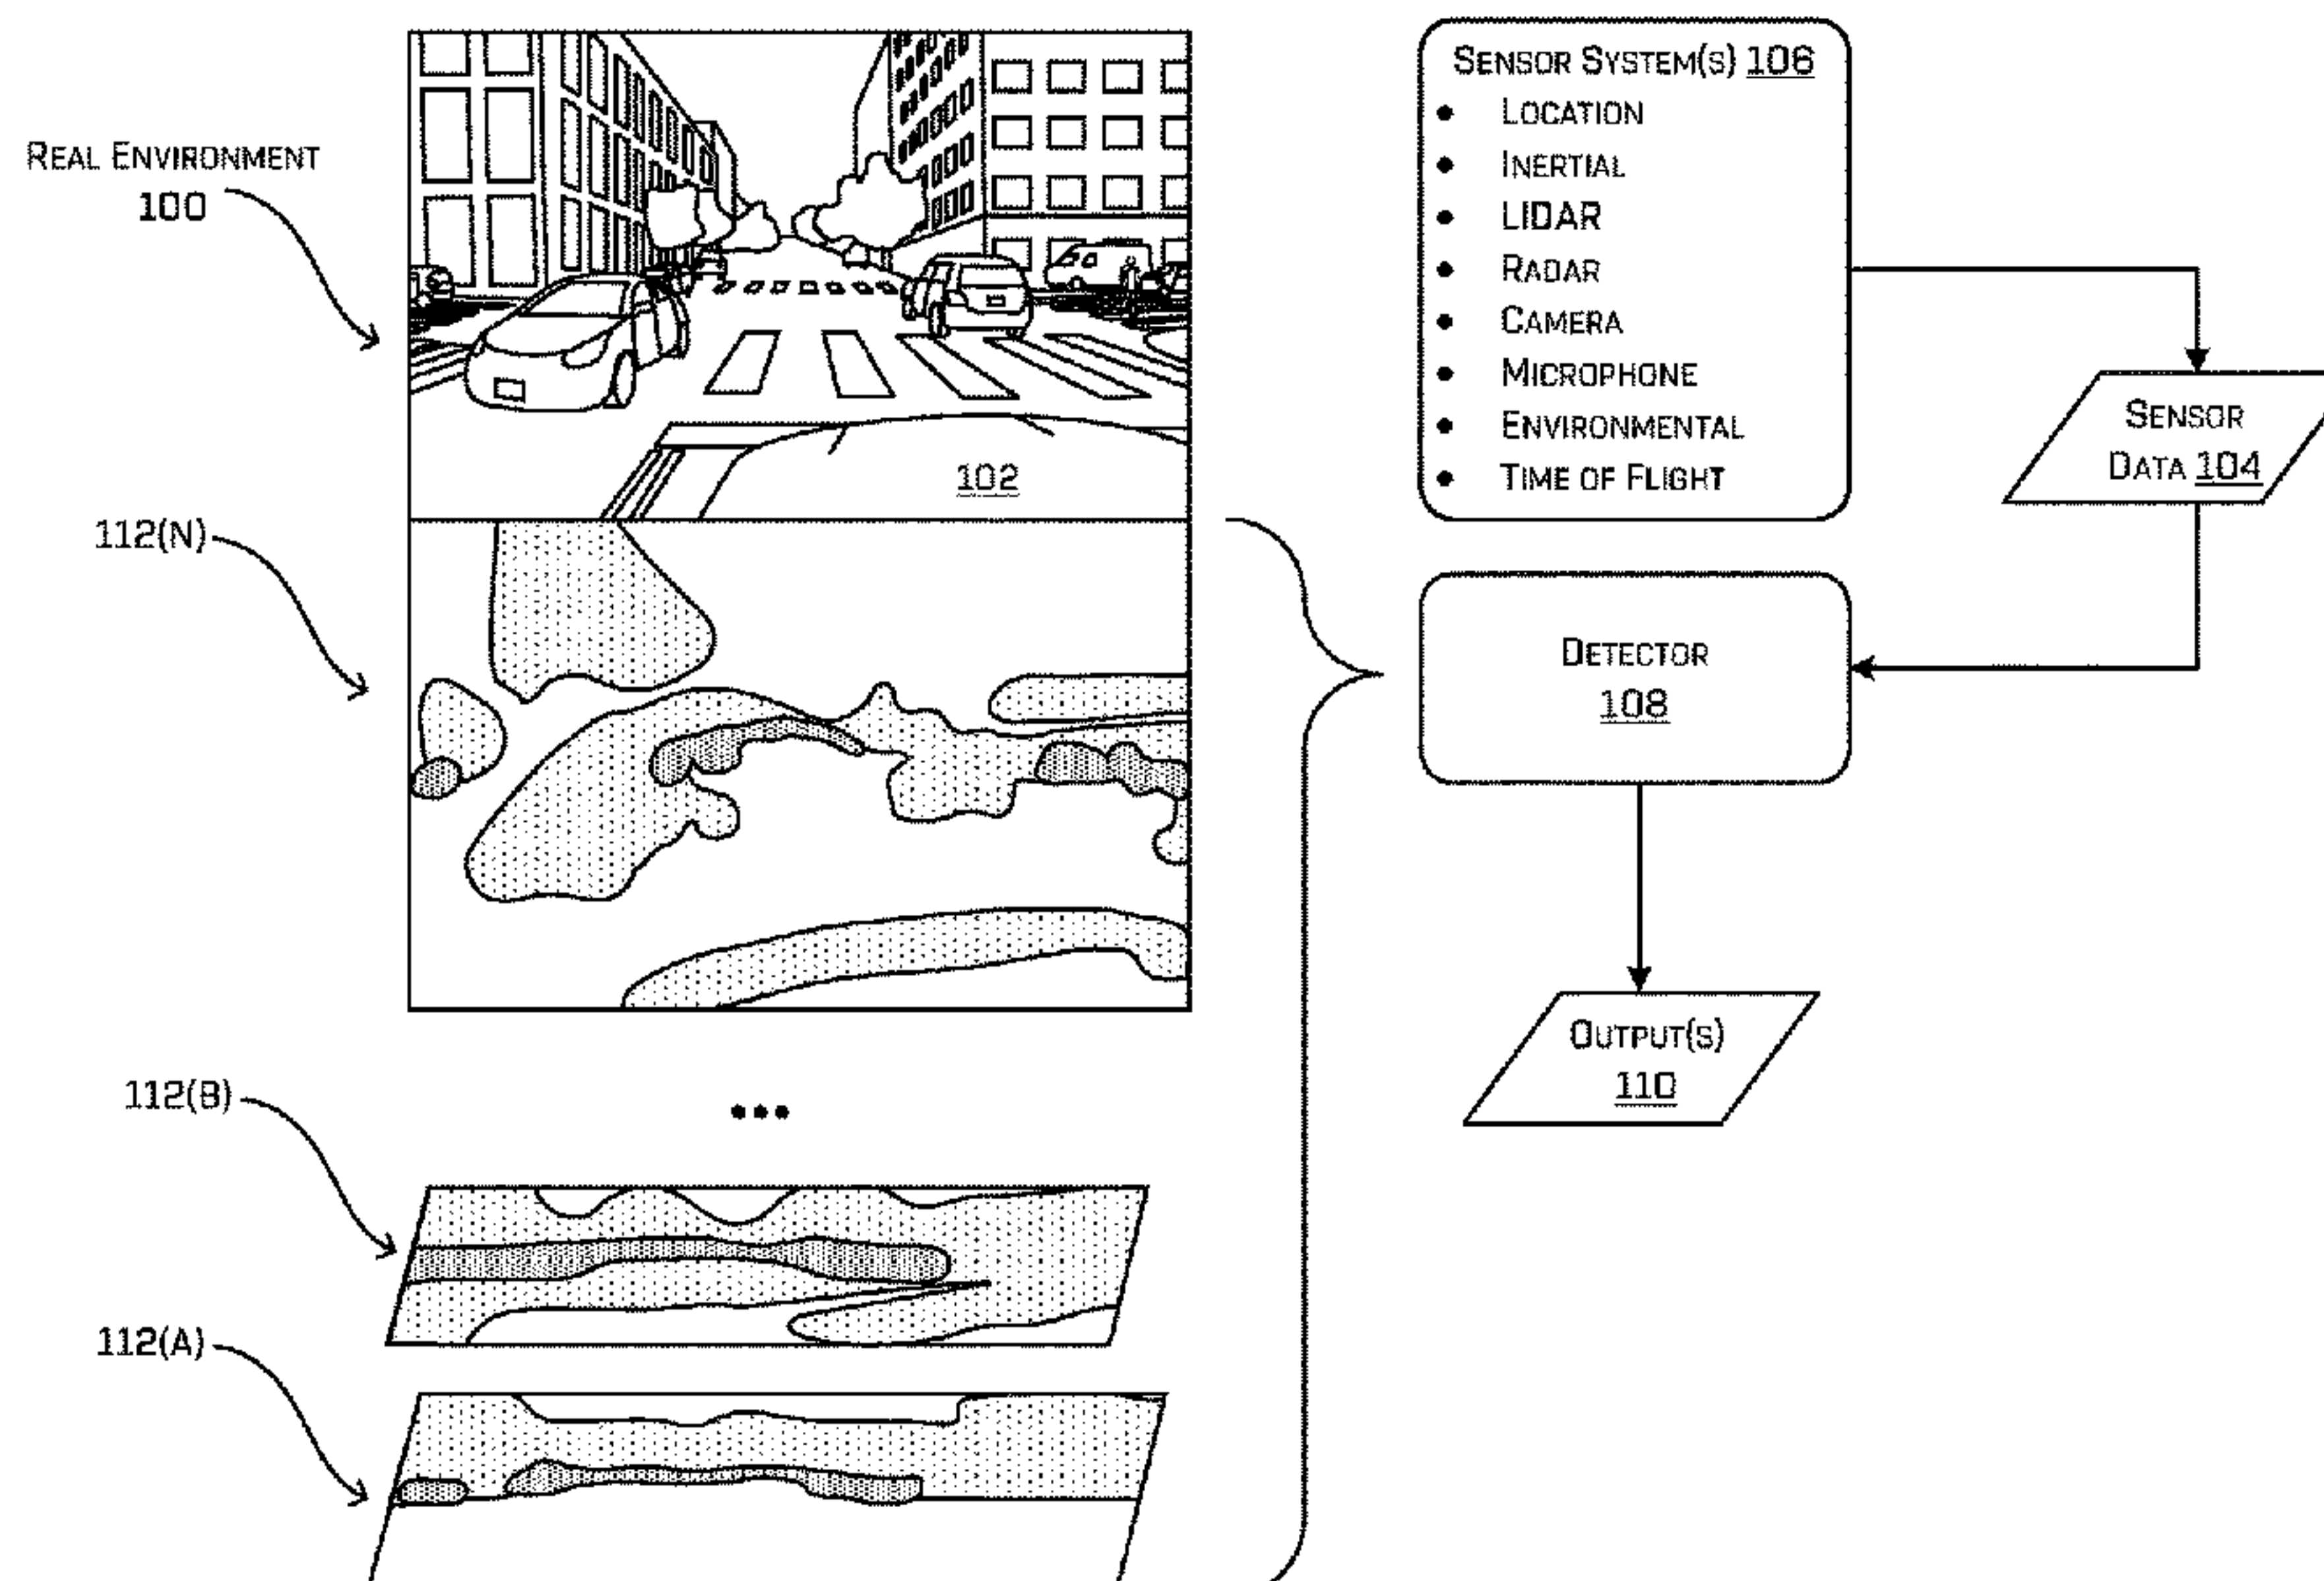 REAL ENVIRONMENT
100
102
112(N)
112(B)
112(A)
SENSOR SYSTEM(S) 106
• LOCATION
• INERTIAL
• LIDAR
• RADAR
• CAMERA
• MICROPHONE
• ENVIRONMENTAL
• TIME OF FLIGHT
SENSOR
DATA 104
DETECTOR
108
OUTPUT(S)
110
•••